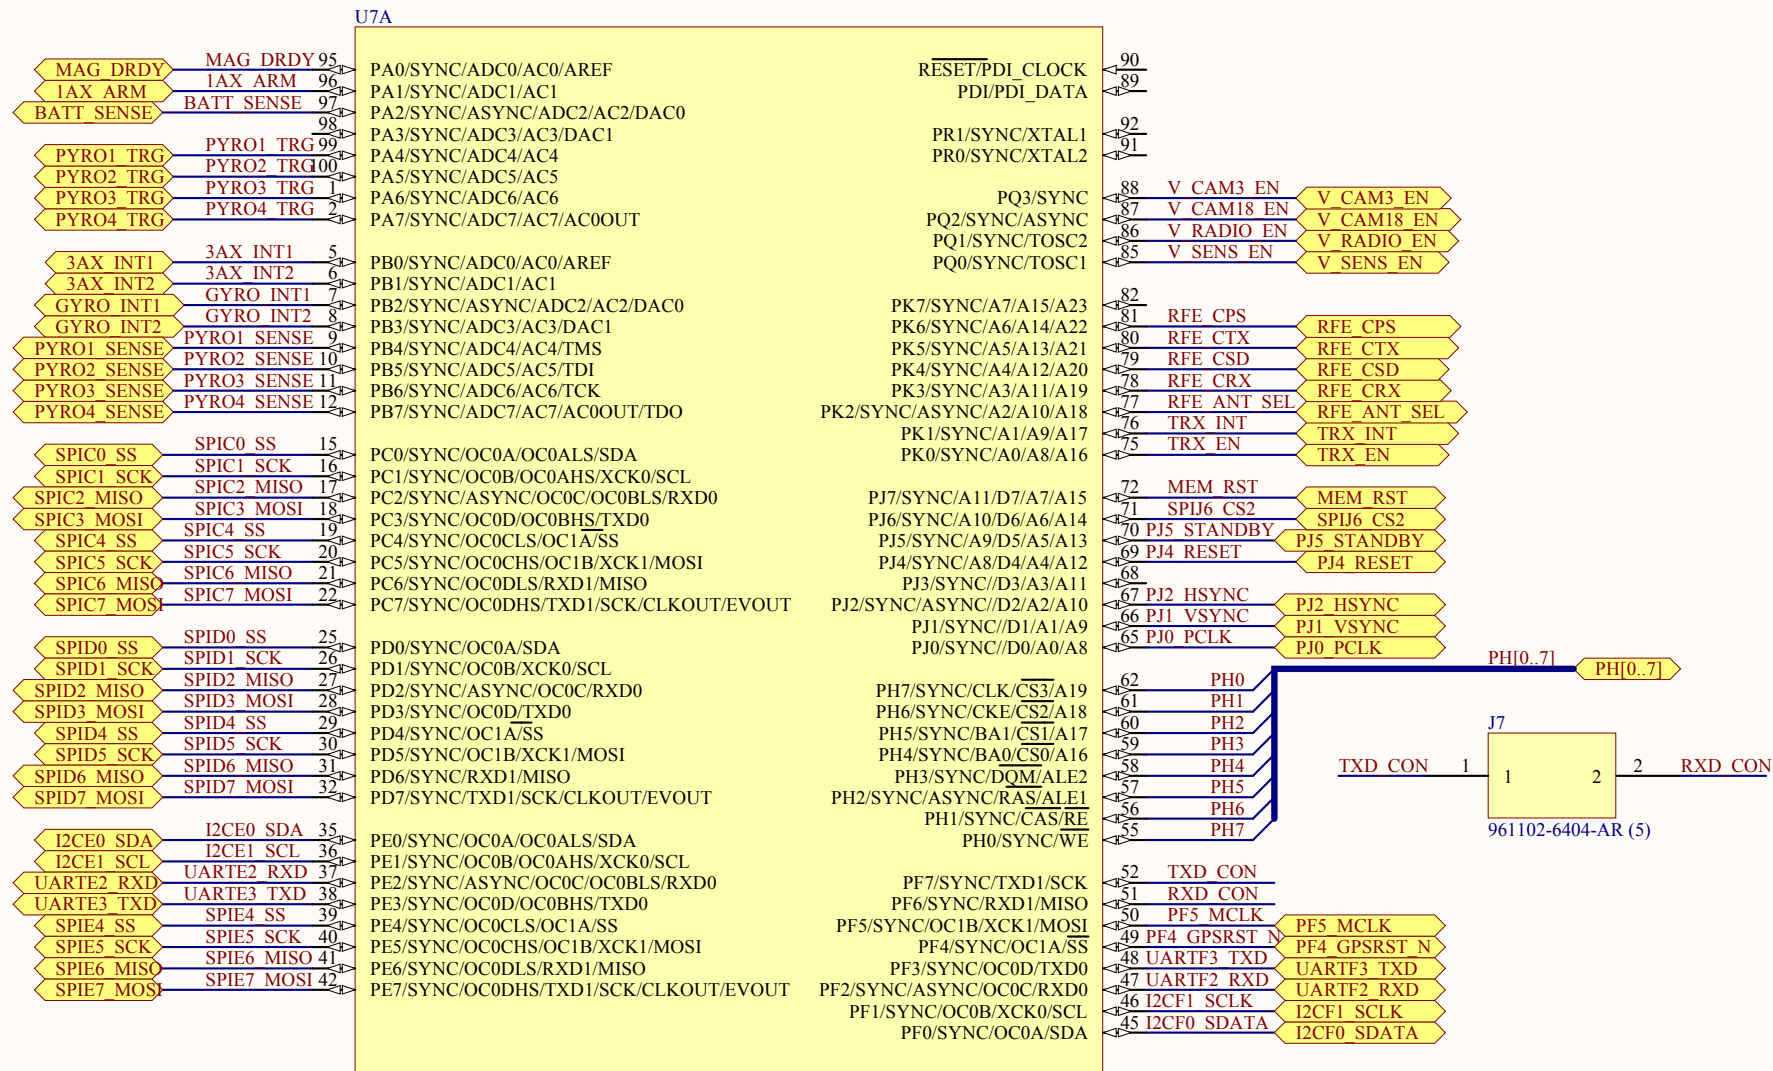 U7A
MAG_DRDY MAG_DRDY 95 PA0/SYNC/ADC0/AC0/AREF
1AX_ARM 1AX_ARM 96 PA1/SYNC/ADC1/AC1
BATT_SENSE BATT_SENSE 97 PA2/SYNC/ASYNC/ADC2/AC2/DAC0
98 PA3/SYNC/ADC3/AC3/DAC1
PYRO1_TRG PYRO1_TRG 99 PA4/SYNC/ADC4/AC4
PYRO2_TRG PYRO2_TRG 100 PA5/SYNC/ADC5/AC5
PYRO3_TRG PYRO3_TRG 1 PA6/SYNC/ADC6/AC6
PYRO4_TRG PYRO4_TRG 2 PA7/SYNC/ADC7/AC7/AC0OUT
3AX_INT1 3AX_INT1 5 PB0/SYNC/ADC0/AC0/AREF
3AX_INT2 3AX_INT2 6 PB1/SYNC/ADC1/AC1
GYRO_INT1 GYRO_INT1 7 PB2/SYNC/ASYNC/ADC2/AC2/DAC0
GYRO_INT2 GYRO_INT2 8 PB3/SYNC/ADC3/AC3/DAC1
PYRO1_SENSE PYRO1_SENSE 9 PB4/SYNC/ADC4/AC4/TMS
PYRO2_SENSE PYRO2_SENSE 10 PB5/SYNC/ADC5/AC5/TDI
PYRO3_SENSE PYRO3_SENSE 11 PB6/SYNC/ADC6/AC6/TCK
PYRO4_SENSE PYRO4_SENSE 12 PB7/SYNC/ADC7/AC7/AC0OUT/TDO
SPIC0_SS SPIC0_SS 15 PC0/SYNC/OC0A/OC0ALS/SDA
SPIC1_SCK SPIC1_SCK 16 PC1/SYNC/OC0B/OC0AHS/XCK0/SCL
SPIC2_MISO SPIC2_MISO 17 PC2/SYNC/ASYNC/OC0C/OC0BLS/RXD0
SPIC3_MOSI SPIC3_MOSI 18 PC3/SYNC/OC0D/OC0BHS/TXD0
SPIC4_SS SPIC4_SS 19 PC4/SYNC/OC0CLS/OC1A/SS
SPIC5_SCK SPIC5_SCK 20 PC5/SYNC/OC0CHS/OC1B/XCK1/MOSI
SPIC6_MISO SPIC6_MISO 21 PC6/SYNC/OC0DLS/RXD1/MISO
SPIC7_MOSI SPIC7_MOSI 22 PC7/SYNC/OC0DHS/TXD1/SCK/CLKOUT/EVOUT
SPID0_SS SPID0_SS 25 PD0/SYNC/OC0A/SDA
SPID1_SCK SPID1_SCK 26 PD1/SYNC/OC0B/XCK0/SCL
SPID2_MISO SPID2_MISO 27 PD2/SYNC/ASYNC/OC0C/RXD0
SPID3_MOSI SPID3_MOSI 28 PD3/SYNC/OC0D/TXD0
SPID4_SS SPID4_SS 29 PD4/SYNC/OC1A/SS
SPID5_SCK SPID5_SCK 30 PD5/SYNC/OC1B/XCK1/MOSI
SPID6_MISO SPID6_MISO 31 PD6/SYNC/RXD1/MISO
SPID7_MOSI SPID7_MOSI 32 PD7/SYNC/TXD1/SCK/CLKOUT/EVOUT
I2CE0_SDA I2CE0_SDA 35 PE0/SYNC/OC0A/OC0ALS/SDA
I2CE1_SCL I2CE1_SCL 36 PE1/SYNC/OC0B/OC0AHS/XCK0/SCL
UARTE2_RXD UARTE2_RXD 37 PE2/SYNC/ASYNC/OC0C/OC0BLS/RXD0
UARTE3_TXD UARTE3_TXD 38 PE3/SYNC/OC0D/OC0BHS/TXD0
SPIE4_SS SPIE4_SS 39 PE4/SYNC/OC0CLS/OC1A/SS
SPIE5_SCK SPIE5_SCK 40 PE5/SYNC/OC0CHS/OC1B/XCK1/MOSI
SPIE6_MISO SPIE6_MISO 41 PE6/SYNC/OC0DLS/RXD1/MISO
SPIE7_MOSI SPIE7_MOSI 42 PE7/SYNC/OC0DHS/TXD1/SCK/CLKOUT/EVOUT
RESET/PDI_CLOCK 90
PDI/PDI_DATA 89
PR1/SYNC/XTAL1 92
PR0/SYNC/XTAL2 91
PQ3/SYNC 88 V_CAM3_EN V_CAM3_EN
PQ2/SYNC/ASYNC 87 V_CAM18_EN V_CAM18_EN
PQ1/SYNC/TOSC2 86 V_RADIO_EN V_RADIO_EN
PQ0/SYNC/TOSC1 85 V_SENS_EN V_SENS_EN
PK7/SYNC/A7/A15/A23 82
PK6/SYNC/A6/A14/A22 81 RFE_CPS RFE_CPS
PK5/SYNC/A5/A13/A21 80 RFE_CTX RFE_CTX
PK4/SYNC/A4/A12/A20 79 RFE_CSD RFE_CSD
PK3/SYNC/A3/A11/A19 78 RFE_CRX RFE_CRX
PK2/SYNC/ASYNC/A2/A10/A18 77 RFE_ANT_SEL RFE_ANT_SEL
PK1/SYNC/A1/A9/A17 76 TRX_INT TRX_INT
PK0/SYNC/A0/A8/A16 75 TRX_EN TRX_EN
PJ7/SYNC/A11/D7/A7/A15 72 MEM_RST MEM_RST
PJ6/SYNC/A10/D6/A6/A14 71 SPIJ6_CS2 SPIJ6_CS2
PJ5/SYNC/A9/D5/A5/A13 70 PJ5_STANDBY PJ5_STANDBY
PJ4/SYNC/A8/D4/A4/A12 69 PJ4_RESET PJ4_RESET
PJ3/SYNC//D3/A3/A11 68
PJ2/SYNC/ASYNC//D2/A2/A10 67 PJ2_HSYNC PJ2_HSYNC
PJ1/SYNC//D1/A1/A9 66 PJ1_VSYNC PJ1_VSYNC
PJ0/SYNC//D0/A0/A8 65 PJ0_PCLK PJ0_PCLK
PH[0..7] PH[0..7]
PH7/SYNC/CLK/CS3/A19 62 PH0
PH6/SYNC/CKE/CS2/A18 61 PH1
PH5/SYNC/BA1/CS1/A17 60 PH2
PH4/SYNC/BA0/CS0/A16 59 PH3
PH3/SYNC/DQM/ALE2 58 PH4
PH2/SYNC/ASYNC/RAS/ALE1 57 PH5
PH1/SYNC/CAS/RE 56 PH6
PH0/SYNC/WE 55 PH7
PF7/SYNC/TXD1/SCK 52 TXD_CON
PF6/SYNC/RXD1/MISO 51 RXD_CON
PF5/SYNC/OC1B/XCK1/MOSI 50 PF5_MCLK PF5_MCLK
PF4/SYNC/OC1A/SS 49 PF4_GPSRST_N PF4_GPSRST_N
PF3/SYNC/OC0D/TXD0 48 UARTF3_TXD UARTF3_TXD
PF2/SYNC/ASYNC/OC0C/RXD0 47 UARTF2_RXD UARTF2_RXD
PF1/SYNC/OC0B/XCK0/SCL 46 I2CF1_SCLK I2CF1_SCLK
PF0/SYNC/OC0A/SDA 45 I2CF0_SDATA I2CF0_SDATA
J7
TXD_CON 1 1 2 2 RXD_CON
961102-6404-AR (5)